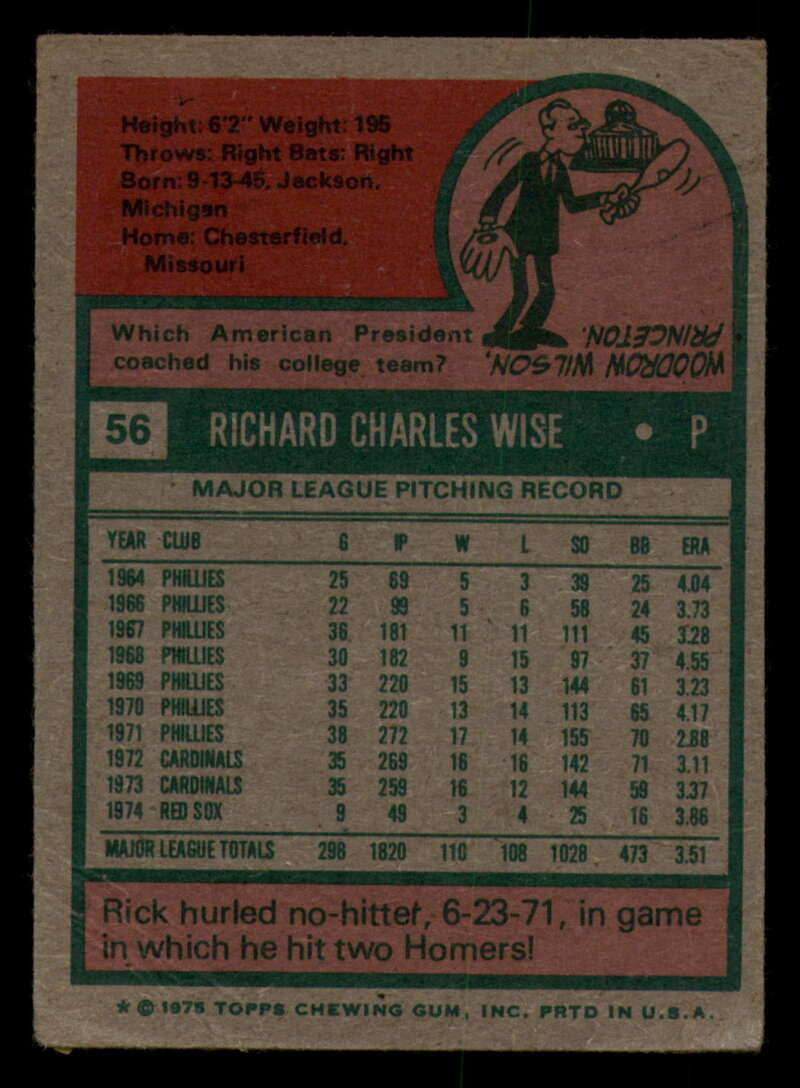 Height: 6'2" Weight: 195
Throws: Right Bats: Right
Born: 9-13-45, Jackson,
Michigan
Home: Chesterfield,
Missouri
Which American President
coached his college team?
WOODROW WILSON,
PRINCETON.
56 RICHARD CHARLES WISE • P
MAJOR LEAGUE PITCHING RECORD
YEAR CLUB G IP W L SO BB ERA
1964 PHILLIES 25 69 5 3 39 25 4.04
1966 PHILLIES 22 99 5 6 58 24 3.73
1967 PHILLIES 36 181 11 11 111 45 3.28
1968 PHILLIES 30 182 9 15 97 37 4.55
1969 PHILLIES 33 220 15 13 144 61 3.23
1970 PHILLIES 35 220 13 14 113 65 4.17
1971 PHILLIES 38 272 17 14 155 70 2.88
1972 CARDINALS 35 269 16 16 142 71 3.11
1973 CARDINALS 35 259 16 12 144 59 3.37
1974 RED SOX 9 49 3 4 25 16 3.86
MAJOR LEAGUE TOTALS 298 1820 110 108 1028 473 3.51
Rick hurled no-hitter, 6-23-71, in game
in which he hit two Homers!
* © 1975 TOPPS CHEWING GUM, INC. PRTD IN U.S.A.